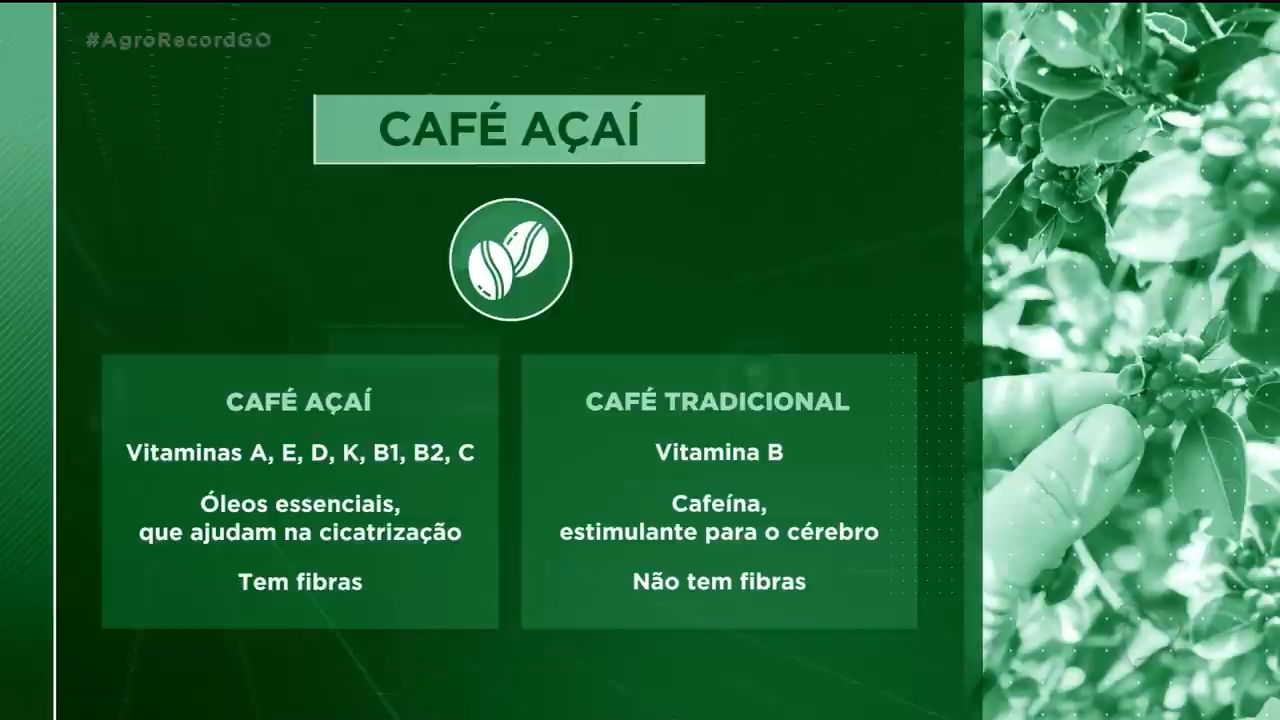 #AgroRecordGO
CAFÉ AÇAÍ
CAFÉ AÇAÍ
Vitaminas A, E, D, K, B1, B2, C
Óleos essenciais,
que ajudam na cicatrização
Tem fibras
CAFÉ TRADICIONAL
Vitamina B
Cafeína,
estimulante para o cérebro
Não tem fibras